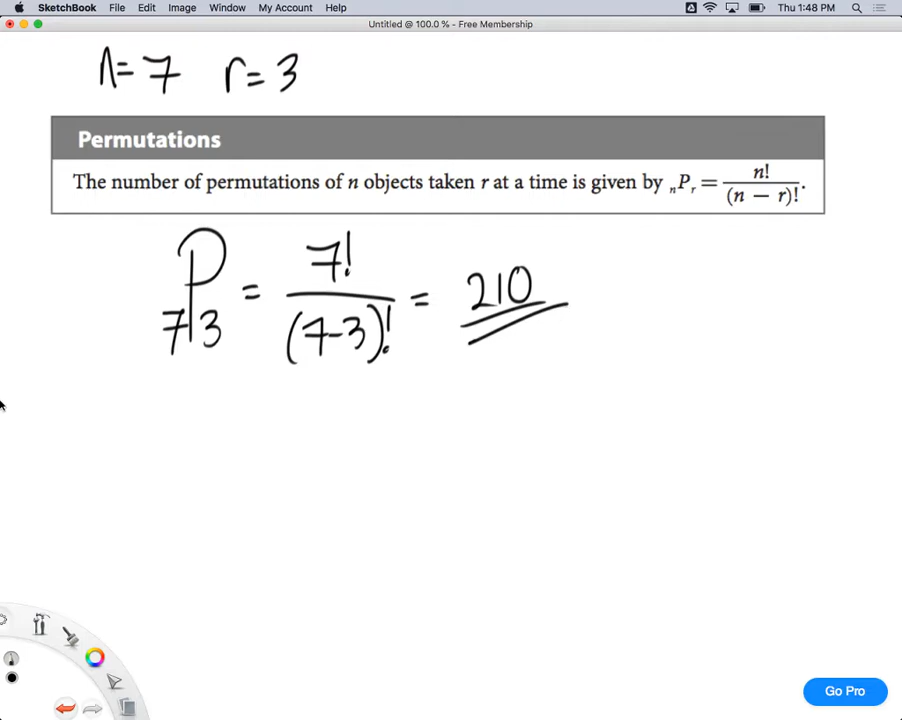 SketchBook File Edit Image Window My Account Help Thu 1:48 PM
Untitled @ 100.0 % - Free Membership
n=7 r=3
Permutations
The number of permutations of n objects taken r at a time is given by ₙPᵣ = n!/(n − r)!.
₇P₃ = 7!/(7-3)! = 210
Go Pro